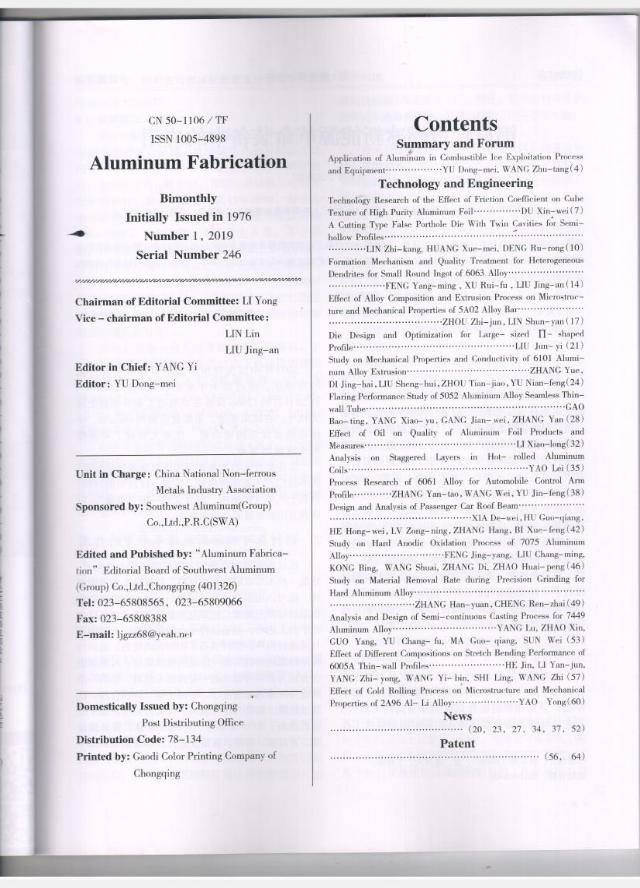 CN 50-1106 / TF
ISSN 1005-4898
Aluminum Fabrication
Bimonthly
Initially Issued in 1976
Number 1, 2019
Serial Number 246
Chairman of Editorial Committee: LI Yong
Vice – chairman of Editorial Committee:
LIN Lin
LIU Jing-an
Editor in Chief: YANG Yi
Editor: YU Dong-mei
Unit in Charge: China National Non-ferrous
Metals Industry Association
Sponsored by: Southwest Aluminum(Group)
Co.,Ltd.,P.R.C(SWA)
Edited and Pubished by: “Aluminum Fabrica-
tion” Editorial Board of Southwest Aluminum
(Group) Co.,Ltd.,Chongqing (401326)
Tel: 023-65808565, 023-65809066
Fax: 023-65808388
E-mail: ljgzz68@yeah.net
Domestically Issued by: Chongqing
Post Distributing Office
Distribution Code: 78-134
Printed by: Gaodi Color Printing Company of
Chongqing
Contents
Summary and Forum
Application of Aluminum in Combustible Ice Exploitation Process
and Equipment··················YU Dong-mei, WANG Zhu-tang(4)
Technology and Engineering
Technology Research of the Effect of Friction Coefficient on Cube
Texture of High Purity Aluminum Foil···············DU Xin-wei(7)
A Cutting Type False Porthole Die With Twin Cavities for Semi-
hollow Profiles··················
···········LIN Zhi-kang, HUANG Xue-mei, DENG Ru-rong(10)
Formation Mechanism and Quality Treatment for Heterogeneous
Dendrites for Small Round Ingot of 6063 Alloy··················
·········FENG Yang-ming , XU Rui-fu , LIU Jing-an(14)
Effect of Alloy Composition and Extrusion Process on Microstruc-
ture and Mechanical Properties of 5A02 Alloy Bar··················
··················ZHOU Zhi-jun, LIN Shun-yan(17)
Die Design and Optimization for Large- sized ∏- shaped
Profile··················LIU Jun-yi (21)
Study on Mechanical Properties and Conductivity of 6101 Alumi-
num Alloy Extrusion··················ZHANG Yue,
DI Jing-hai, LIU Sheng-hui,ZHOU Tian-jiao, YU Nian-feng(24)
Flaring Performance Study of 5052 Aluminum Alloy Seamless Thin-
wall Tube··················GAO
Bao-ting, YANG Xiao-yu, GANG Jian-wei, ZHANG Yan (28)
Effect of Oil on Quality of Aluminum Foil Products and
Measures··················LI Xiao-long(32)
Analysis on Staggered Layers in Hot- rolled Aluminum
Coils··················YAO Lei (35)
Process Research of 6061 Alloy for Automobile Control Arm
Profile···········ZHANG Yan-tao, WANG Wei, YU Jin-feng(38)
Design and Analysis of Passenger Car Roof Beam··················
··················XIA De-wei,HU Guo-qiang,
HE Hong-wei, LV Zong-ning, ZHANG Hang, BI Xue-feng(42)
Study on Hard Anodic Oxidation Process of 7075 Aluminum
Alloy··················FENG Jing-yang, LIU Chang-ming,
KONG Bing, WANG Shuai, ZHANG Di, ZHAO Huai-peng(46)
Study on Material Removal Rate during Precision Grinding for
Hard Aluminum Alloy··················
··················ZHANG Han-yuan, CHENG Ren-zhai(49)
Analysis and Design of Semi-continuous Casting Process for 7449
Aluminum Alloy··················YANG Lu, ZHAO Xin,
GUO Yang, YU Chang- fu, MA Guo- qiang, SUN Wei (53)
Effect of Different Compositions on Stretch Bending Performance of
6005A Thin-wall Profiles··················HE Jin, LI Yan-jun,
YANG Zhi-yong, WANG Yi-bin, SHI Ling, WANG Zhi (57)
Effect of Cold Rolling Process on Microstructure and Mechanical
Properties of 2A96 Al- Li Alloy··················YAO Yong(60)
News
··················(20, 23, 27, 34, 37, 52)
Patent
··················(56, 64)